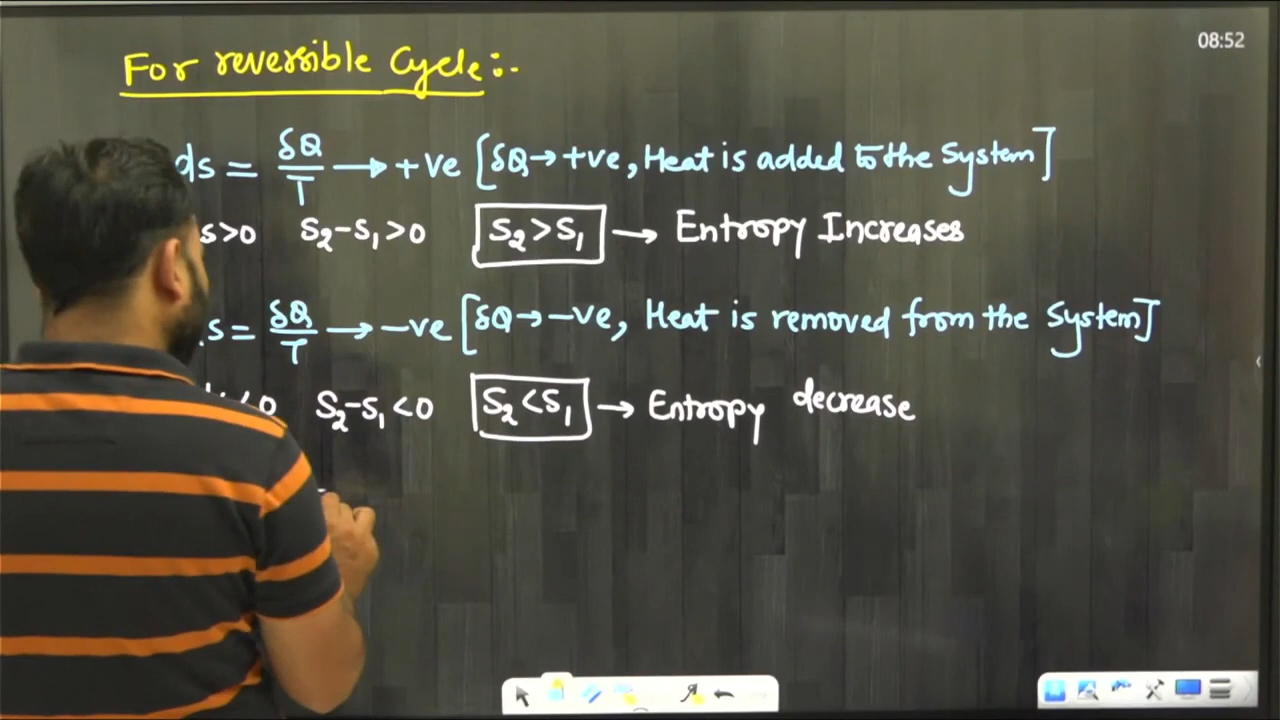 08:52
For reversible Cycle:-
ds = δQ/T → +ve [δQ→+ve, Heat is added to the System]
s>0 S₂-S₁>0 S₂>S₁ → Entropy Increases
s = δQ/T → -ve [δQ→-ve, Heat is removed from the System]
<0 S₂-S₁<0 S₂<S₁ → Entropy decrease